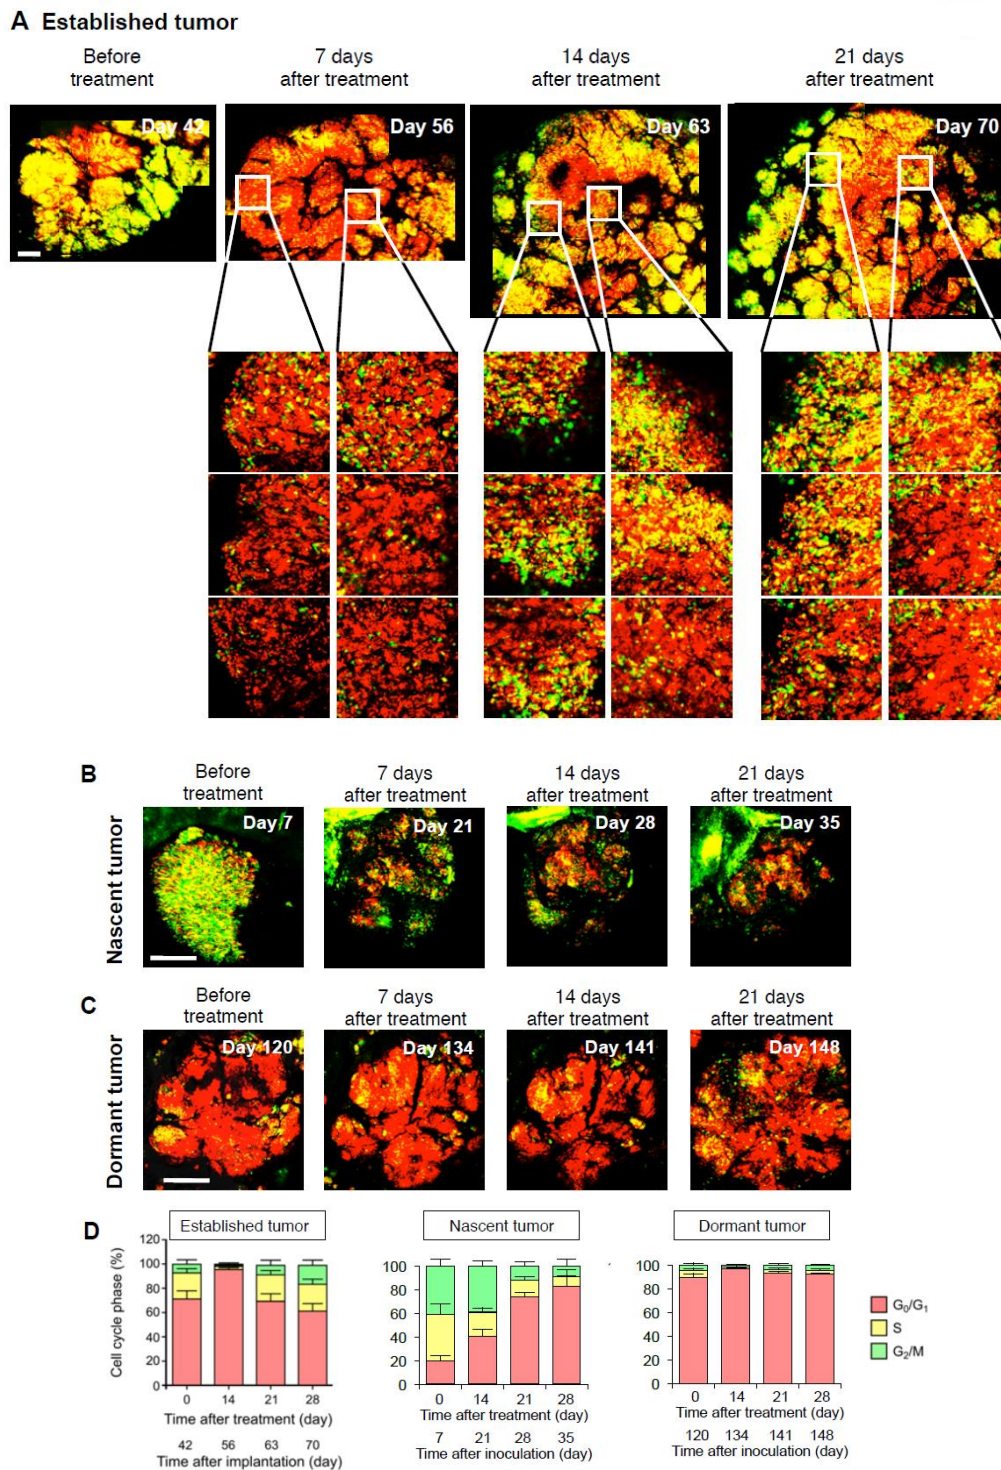 A Established tumor
Before treatment
7 days after treatment
14 days after treatment
21 days after treatment
Day 42
Day 56
Day 63
Day 70
B
Nascent tumor
Before treatment
7 days after treatment
14 days after treatment
21 days after treatment
Day 7
Day 21
Day 28
Day 35
C
Dormant tumor
Before treatment
7 days after treatment
14 days after treatment
21 days after treatment
Day 120
Day 134
Day 141
Day 148
D
Established tumor
Cell cycle phase (%)
120
100
80
60
40
20
0
0 14 21 28
Time after treatment (day)
42 56 63 70
Time after implantation (day)
Nascent tumor
100
80
60
40
20
0
0 14 21 28
Time after treatment (day)
7 21 28 35
Time after inoculation (day)
Dormant tumor
100
80
60
40
20
0
0 14 21 28
Time after treatment (day)
120 134 141 148
Time after inoculation (day)
G₀/G₁
S
G₂/M